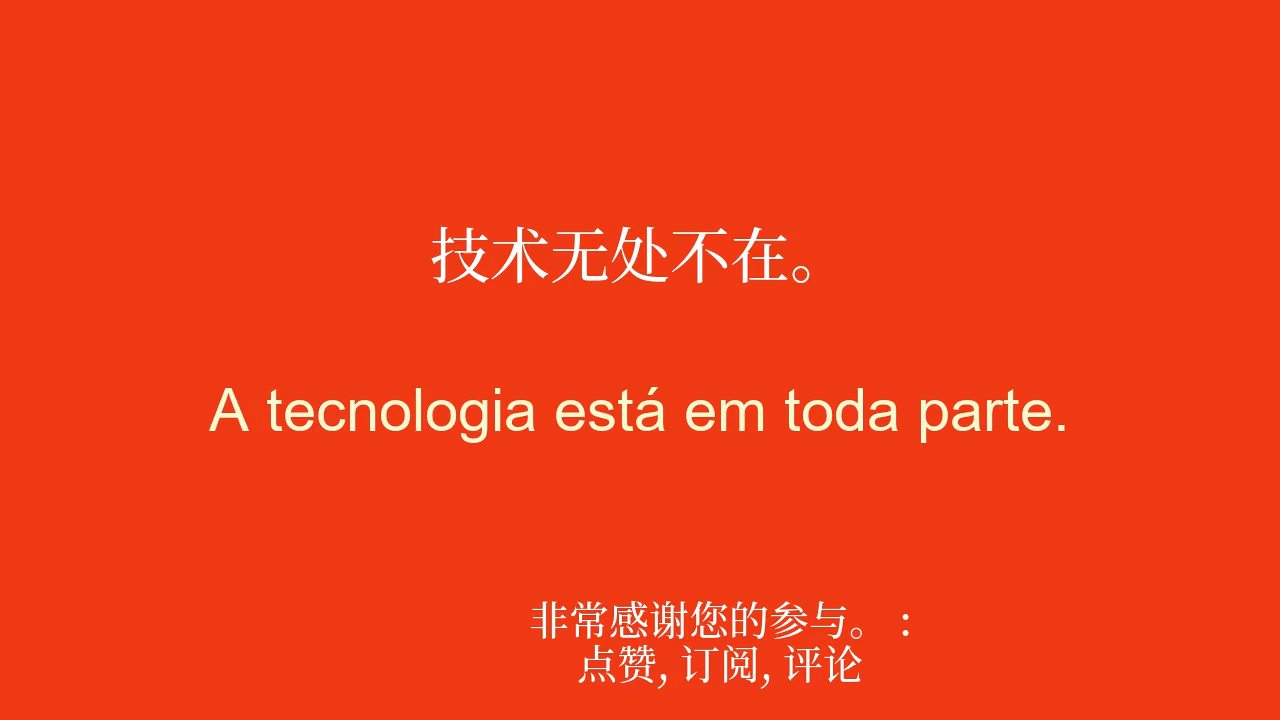 技术无处不在。
A tecnologia está em toda parte.
非常感谢您的参与。 :
点赞, 订阅, 评论